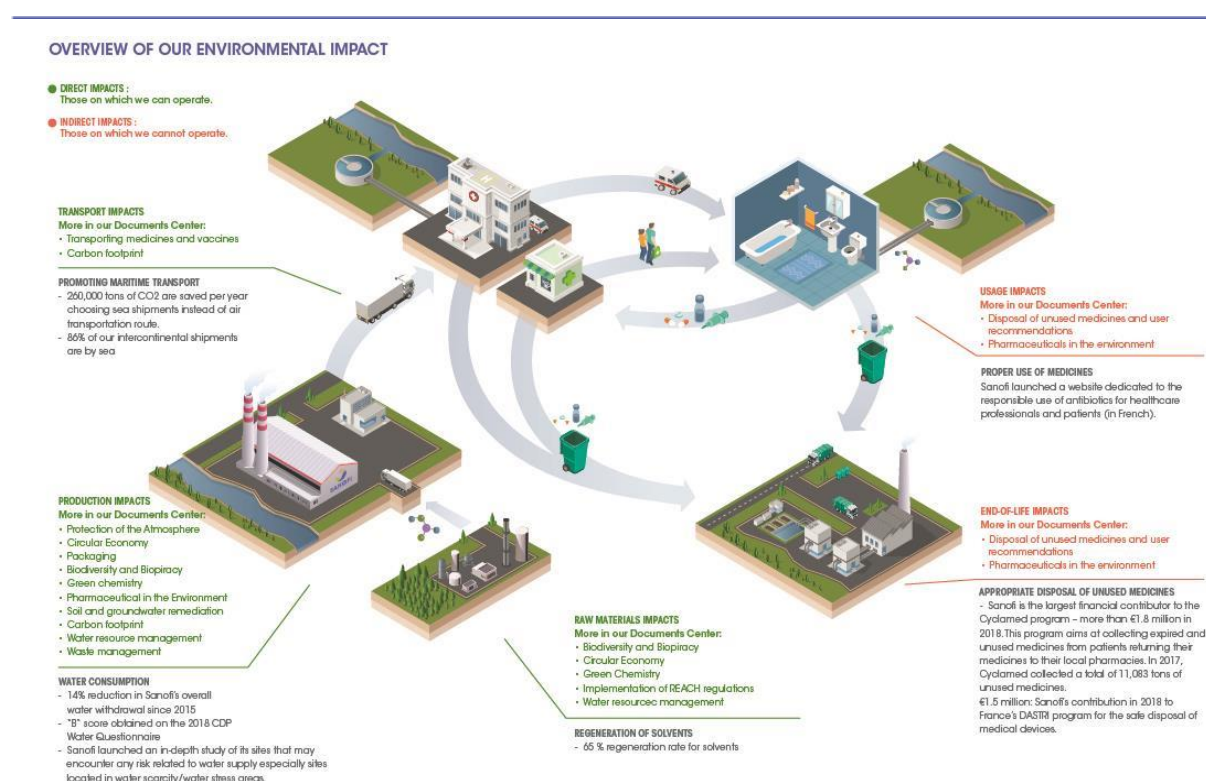 OVERVIEW OF OUR ENVIRONMENTAL IMPACT
DIRECT IMPACTS :
Those on which we can operate.
INDIRECT IMPACTS :
Those on which we cannot operate.
TRANSPORT IMPACTS
More in our Documents Center:
• Transporting medicines and vaccines
• Carbon footprint
PROMOTING MARITIME TRANSPORT
- 260,000 tons of CO2 are saved per year
choosing sea shipments instead of air
transportation route.
- 86% of our intercontinental shipments
are by sea
H
SANOFI
USAGE IMPACTS
More in our Documents Center:
• Disposal of unused medicines and user
recommendations
• Pharmaceuticals in the environment
PROPER USE OF MEDICINES
Sanofi launched a website dedicated to the
responsible use of antibiotics for healthcare
professionals and patients (in French).
PRODUCTION IMPACTS
More in our Documents Center:
• Protection of the Atmosphere
• Circular Economy
• Packaging
• Biodiversity and Biopiracy
• Green chemistry
• Pharmaceutical in the Environment
• Soil and groundwater remediation
• Carbon footprint
• Water resource management
• Waste management
WATER CONSUMPTION
- 14% reduction in Sanofi's overall
water withdrawal since 2015
- "B" score obtained on the 2018 CDP
Water Questionnaire
- Sanofi launched an in-depth study of its sites that may
encounter any risk related to water supply especially sites
located in water scarcity/water stress areas.
RAW MATERIALS IMPACTS
More in our Documents Center:
• Biodiversity and Biopiracy
• Circular Economy
• Green Chemistry
• Implementation of REACH regulations
• Water resourcec management
REGENERATION OF SOLVENTS
- 65 % regeneration rate for solvents
END-OF-LIFE IMPACTS
More in our Documents Center:
• Disposal of unused medicines and user
recommendations
• Pharmaceuticals in the environment
APPROPRIATE DISPOSAL OF UNUSED MEDICINES
- Sanofi is the largest financial contributor to the
Cyclamed program – more than €1.8 million in
2018.This program aims at collecting expired and
unused medicines from patients returning their
medicines to their local pharmacies. In 2017,
Cyclamed collected a total of 11,083 tons of
unused medicines.
€1.5 million: Sanofi's contribution in 2018 to
France's DASTRI program for the safe disposal of
medical devices.